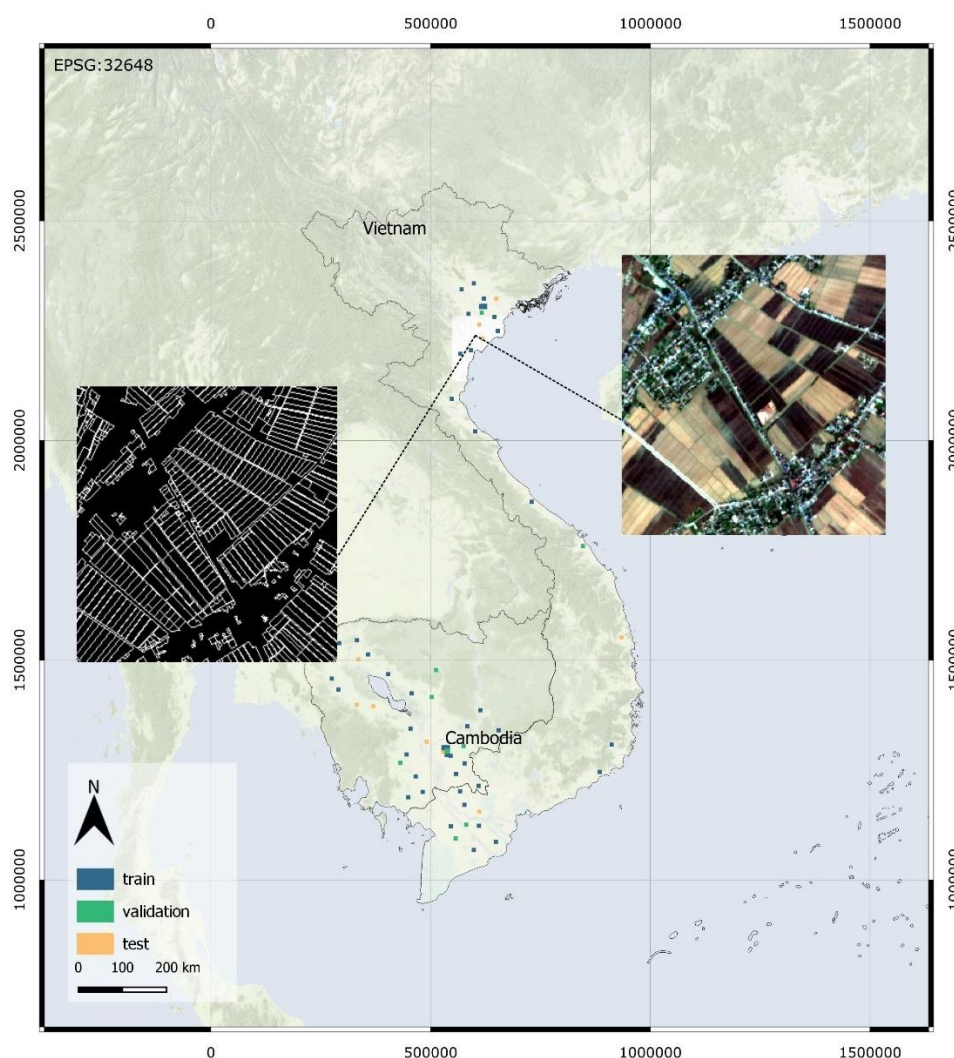 0 500000 1000000 1500000
EPSG:32648
2500000 2500000
Vietnam
2000000 2000000
1500000 1500000
Cambodia
N
train
1000000 1000000
validation
test
0 100 200 km
0 500000 1000000 1500000